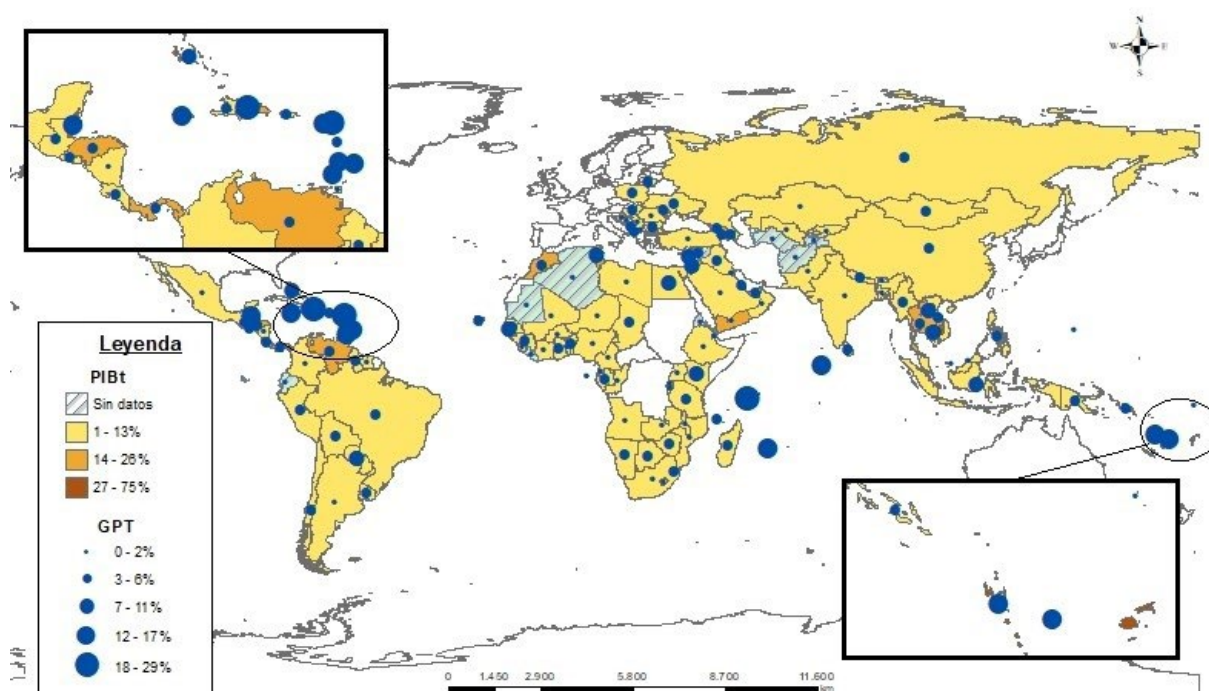 N
W E
S
Leyenda
PIBt
Sin datos
1 - 13%
14 - 26%
27 - 75%
GPT
0 - 2%
3 - 6%
7 - 11%
12 - 17%
18 - 29%
0 1.450 2.900 5.800 8.700 11.600
km